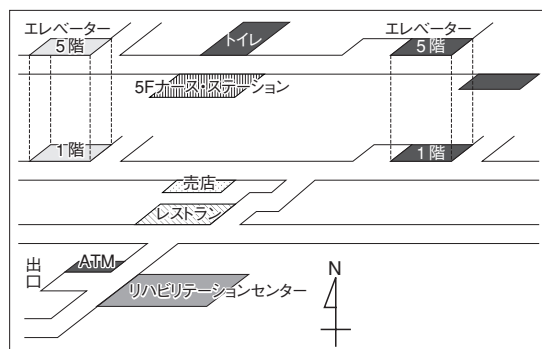 エレベーター
5階
トイレ
エレベーター
5階
5Fナース・ステーション
1階
1階
売店
レストラン
ATM
出口
リハビリテーションセンター
N